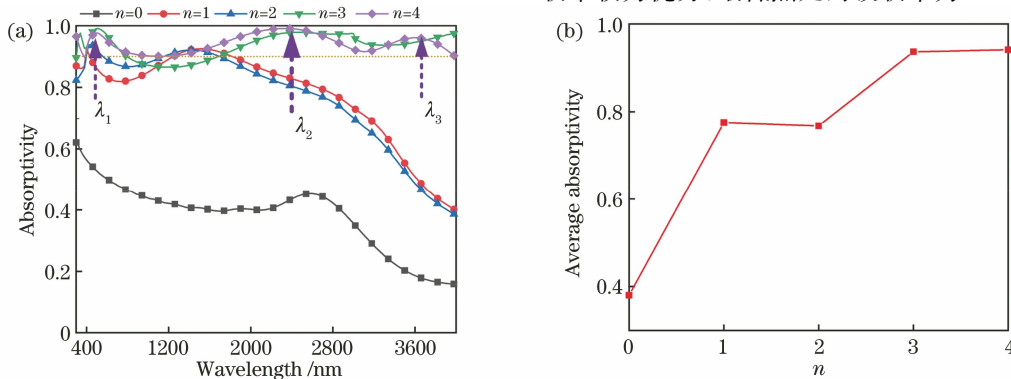 (a)
n=0 n=1 n=2 n=3 n=4
1.0
0.8
0.6
0.4
0.2
0
Absorptivity
λ1
λ2
λ3
400 1200 2000 2800 3600
Wavelength /nm
(b)
1.0
0.8
0.6
0.4
Average absorptivity
0 1 2 3 4
n